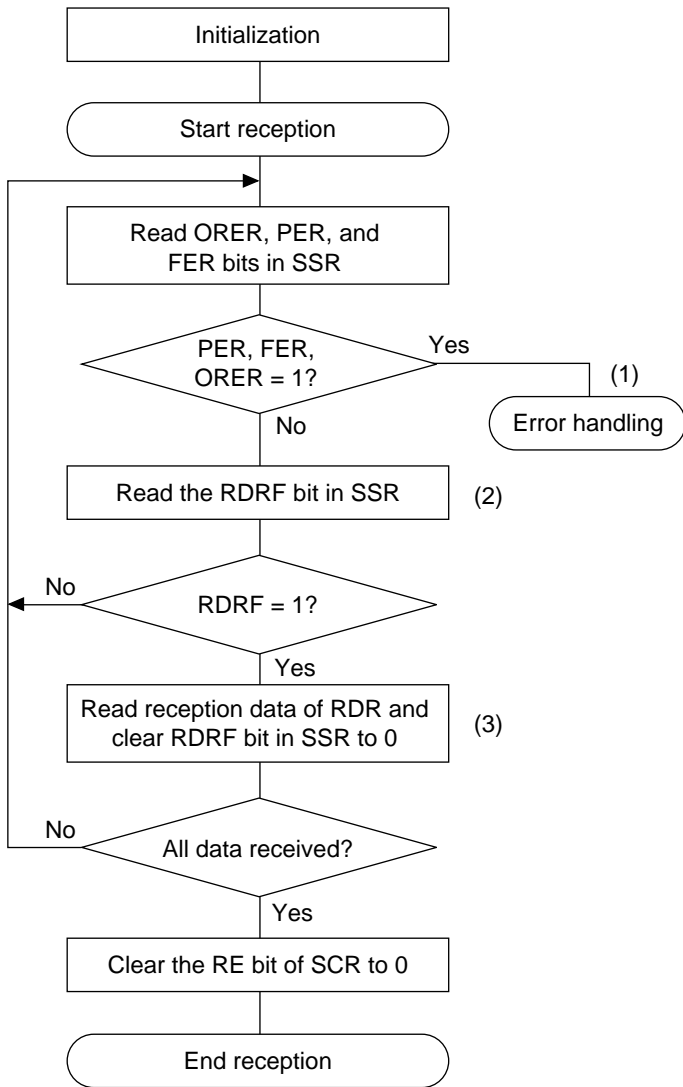 Initialization
Start reception
Read ORER, PER, and
FER bits in SSR
PER, FER,
ORER = 1?
Yes
(1)
Error handling
No
Read the RDRF bit in SSR
(2)
No
RDRF = 1?
Yes
Read reception data of RDR and
clear RDRF bit in SSR to 0
(3)
No
All data received?
Yes
Clear the RE bit of SCR to 0
End reception